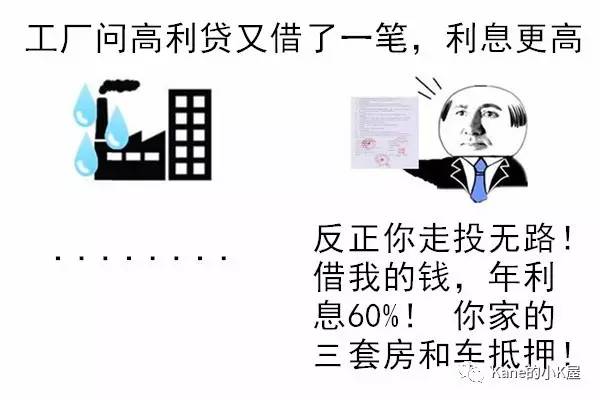 工厂问高利贷又借了一笔，利息更高
........
反正你走投无路！
借我的钱，年利
息60%！ 你家的
三套房和车抵押！
Kane的小K屋